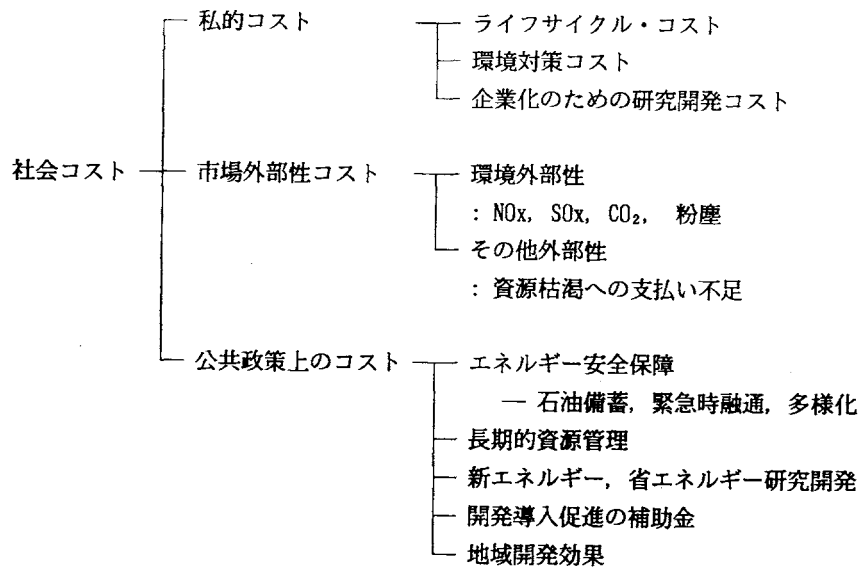 私的コスト
ライフサイクル・コスト
環境対策コスト
企業化のための研究開発コスト
社会コスト
市場外部性コスト
環境外部性
: NOx, SOx, CO₂, 粉塵
その他外部性
: 資源枯渇への支払い不足
公共政策上のコスト
エネルギー安全保障
— 石油備蓄, 緊急時融通, 多様化
長期的資源管理
新エネルギー, 省エネルギー研究開発
開発導入促進の補助金
地域開発効果